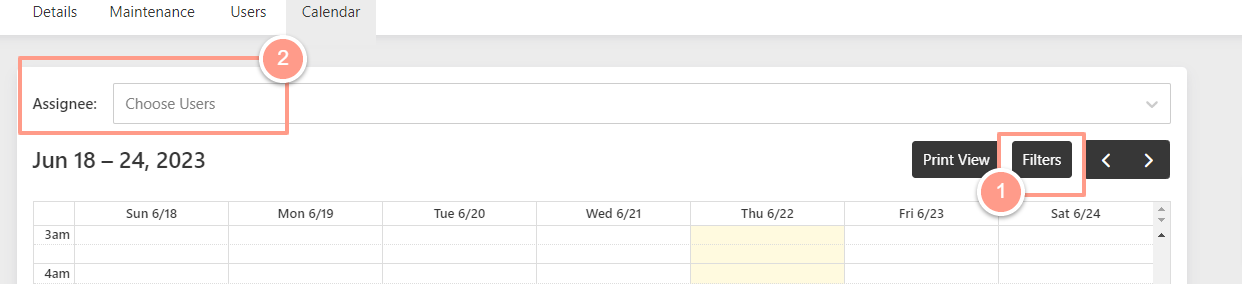 Details Maintenance Users Calendar
2
Assignee: Choose Users
Jun 18 – 24, 2023 Print View Filters
1
Sun 6/18 Mon 6/19 Tue 6/20 Wed 6/21 Thu 6/22 Fri 6/23 Sat 6/24
3am
4am